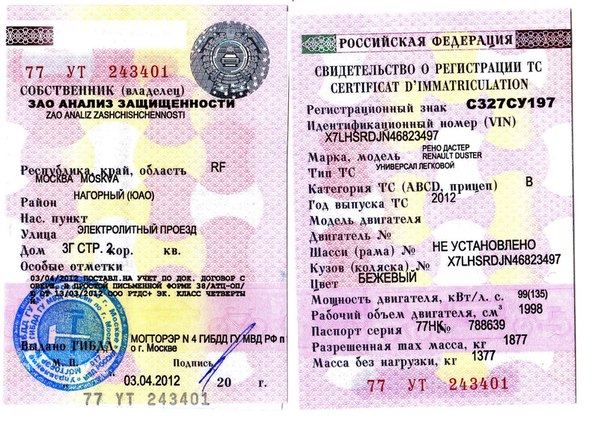 77 УТ 243401
СОБСТВЕННИК (владелец)
ЗАО АНАЛИЗ ЗАЩИЩЕННОСТИ
ZAO ANALIZ ZASHCHISHCHENNOSTI
Республика, край, область RF
МОСКВА MOSKVA
Район НАГОРНЫЙ (ЮАО)
Нас. пункт
Улица ЭЛЕКТРОЛИТНЫЙ ПРОЕЗД
Дом 3Г СТР. 2 кор. кв.
Особые отметки
03/04/2012 ПОСТАВЛ.НА УЧЕТ ПО ДОК. ДОГОВОР С
В ПРОСТОЙ ПИСЬМЕННОЙ ФОРМЕ 38/АТЦ-ОП/
ОТ 13/03/2012 ООО РТДС+ ЭК. КЛАСС ЧЕТВЕРТЫ
Выдано ГИБДД МОГТОРЭР N 4 ГИБДД ГУ МВД РФ п
о г. Москве
М. П. Подпись
03.04.2012 20 г.
77 УТ 243401
РОССИЙСКАЯ ФЕДЕРАЦИЯ
СВИДЕТЕЛЬСТВО О РЕГИСТРАЦИИ ТС
CERTIFICAT D'IMMATRICULATION
Регистрационный знак С327СУ197
Идентификационный номер (VIN)
X7LHSRDJN46823497
Марка, модель РЕНО ДАСТЕР
RENAULT DUSTER
Тип ТС УНИВЕРСАЛ ЛЕГКОВОЙ
Категория ТС (ABCD, прицеп) B
Год выпуска ТС 2012
Модель двигателя
Двигатель №
Шасси (рама) № НЕ УСТАНОВЛЕНО
Кузов (коляска) № X7LHSRDJN46823497
Цвет БЕЖЕВЫЙ
Мощность двигателя, кВт/л. с. 99(135)
Рабочий объем двигателя, см³ 1998
Паспорт серия 77НК № 788639
Разрешенная max масса, кг 1877
Масса без нагрузки, кг 1377
77 УТ 243401